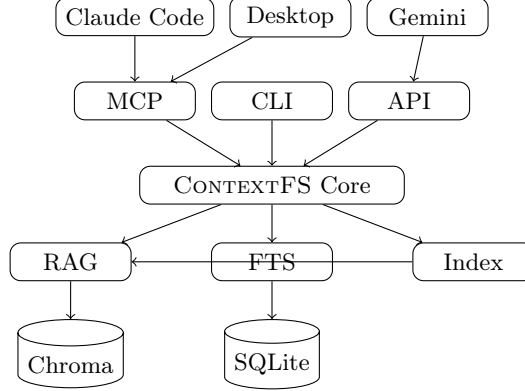 Claude Code Desktop Gemini
MCP CLI API
CONTEXTFS Core
RAG FTS Index
Chroma SQLite